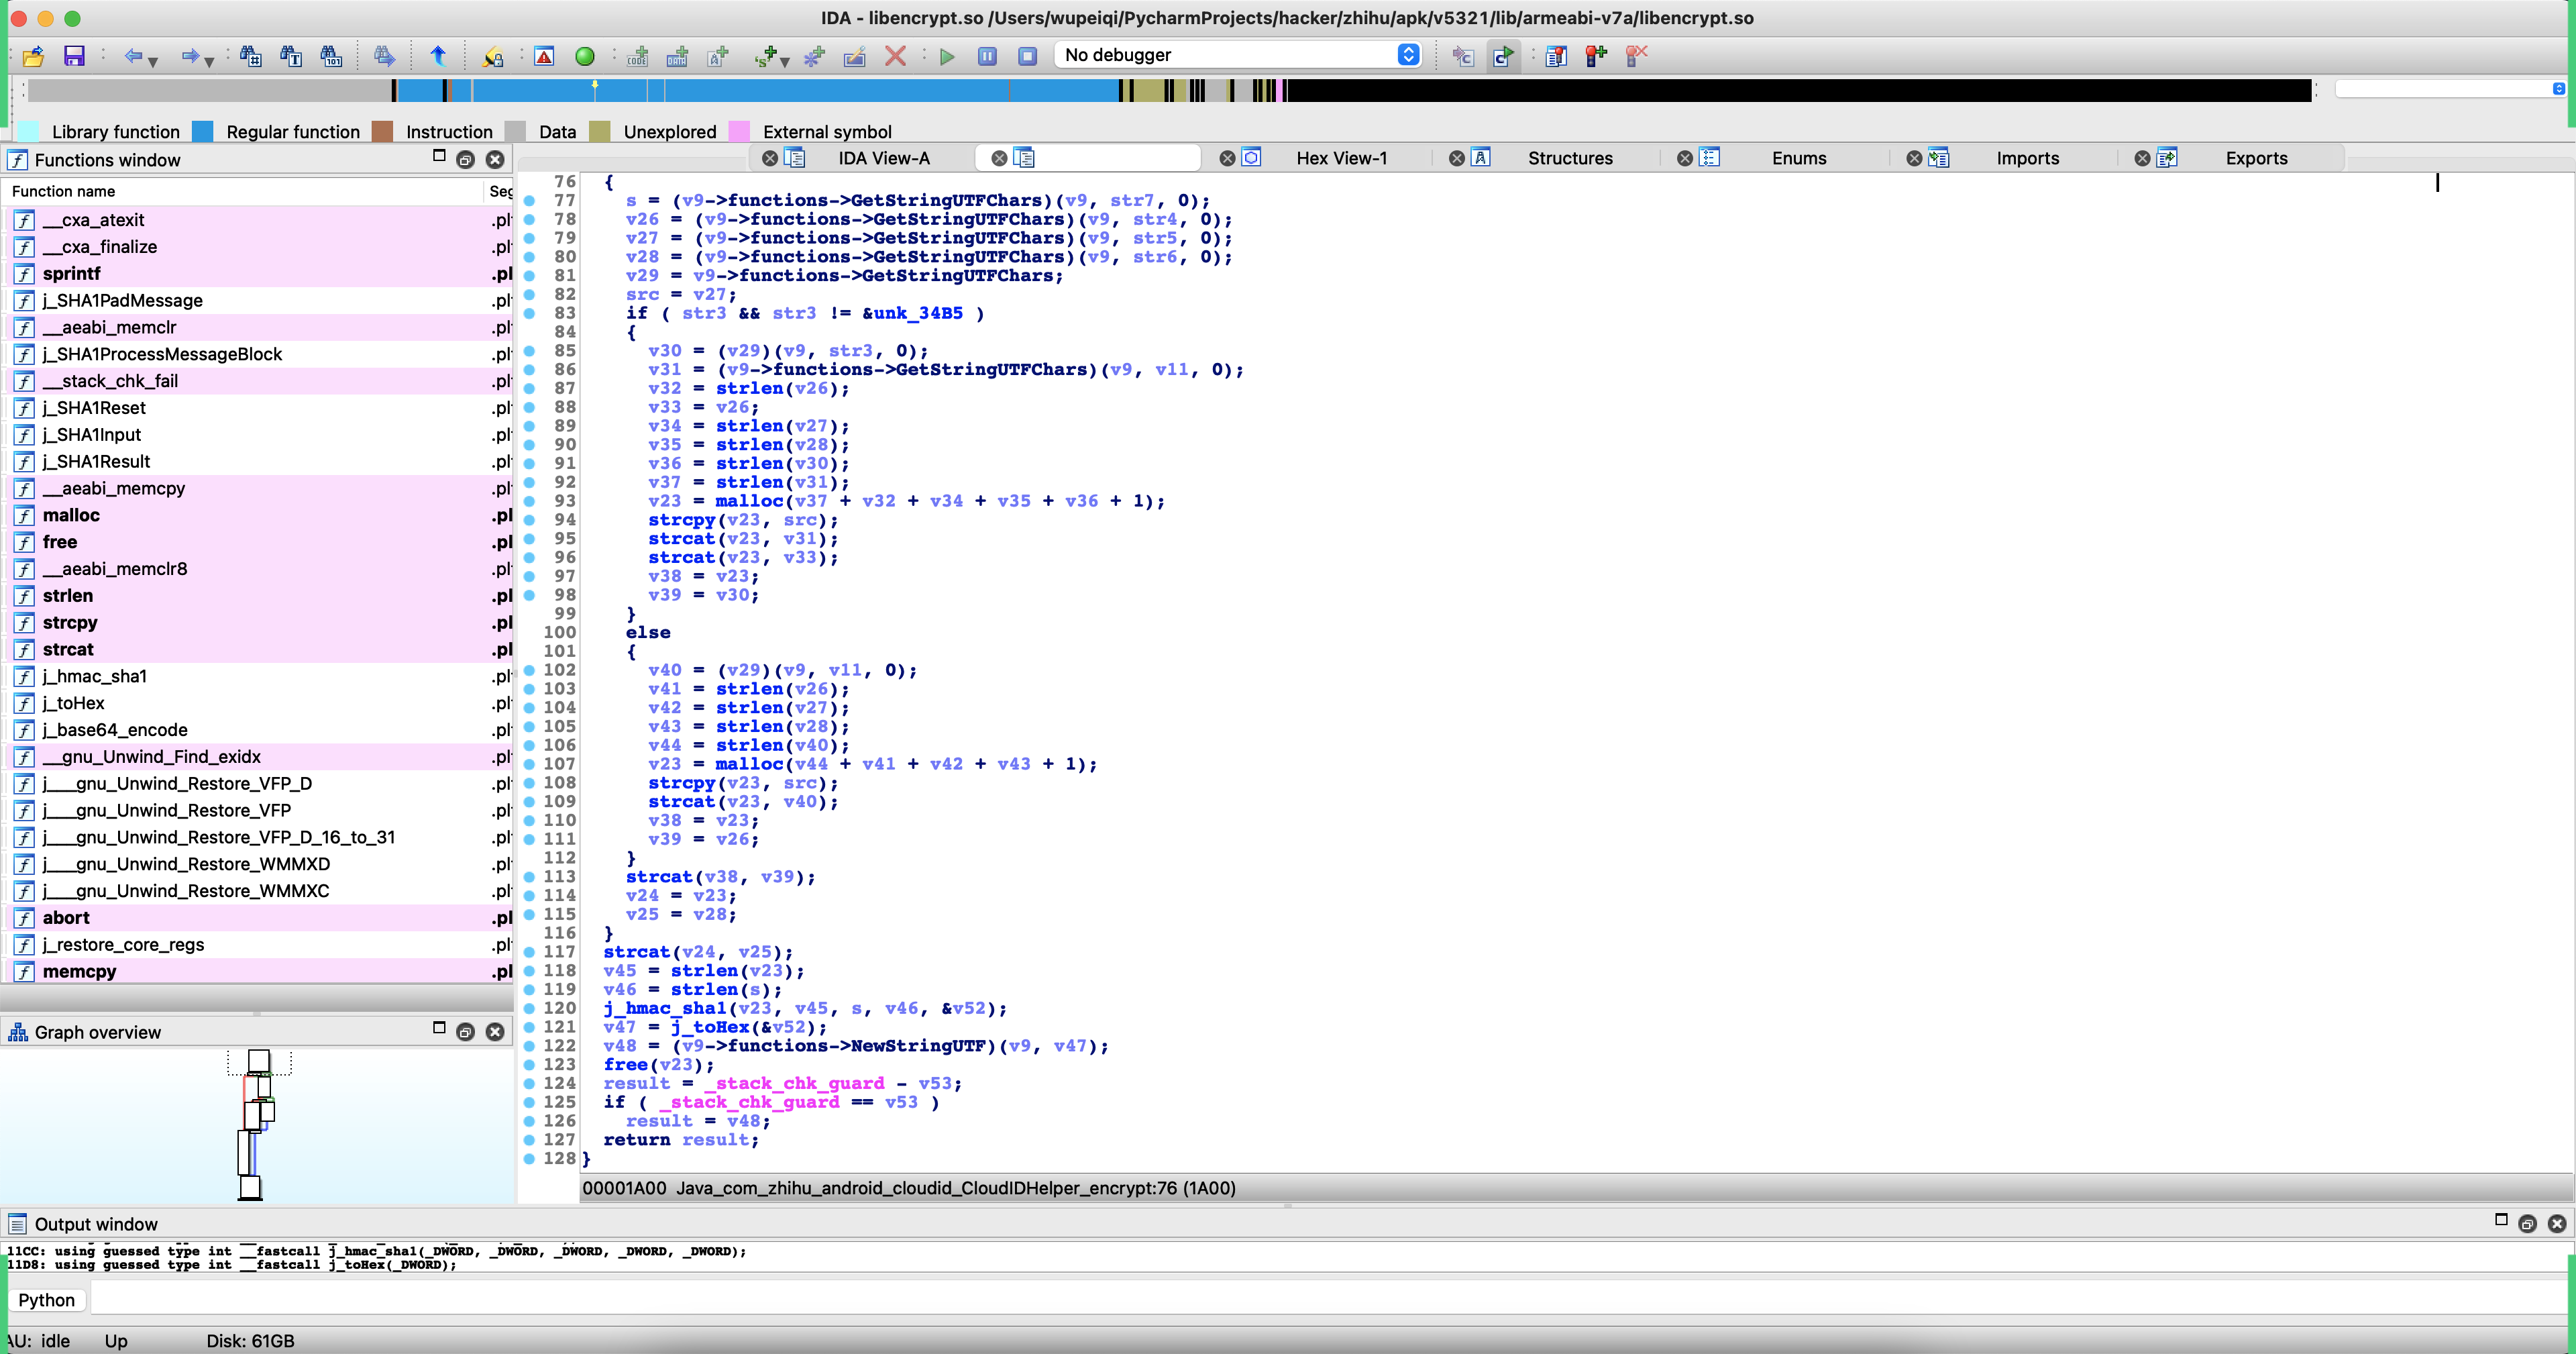 IDA - libencrypt.so /Users/wupeiqi/PycharmProjects/hacker/zhihu/apk/v5321/lib/armeabi-v7a/libencrypt.so
No debugger
Library function Regular function Instruction Data Unexplored External symbol
Functions window
IDA View-A Hex View-1 Structures Enums Imports Exports
Function name Seg
__cxa_atexit .pl
__cxa_finalize .pl
sprintf .pl
j_SHA1PadMessage .pl
__aeabi_memclr .pl
j_SHA1ProcessMessageBlock .pl
__stack_chk_fail .pl
j_SHA1Reset .pl
j_SHA1Input .pl
j_SHA1Result .pl
__aeabi_memcpy .pl
malloc .pl
free .pl
__aeabi_memclr8 .pl
strlen .pl
strcpy .pl
strcat .pl
j_hmac_sha1 .pl
j_toHex .pl
j_base64_encode .pl
__gnu_Unwind_Find_exidx .pl
j___gnu_Unwind_Restore_VFP_D .pl
j___gnu_Unwind_Restore_VFP .pl
j___gnu_Unwind_Restore_VFP_D_16_to_31 .pl
j___gnu_Unwind_Restore_WMMXD .pl
j___gnu_Unwind_Restore_WMMXC .pl
abort .pl
j_restore_core_regs .pl
memcpy .pl
Graph overview
76 {
77 s = (v9->functions->GetStringUTFChars)(v9, str7, 0);
78 v26 = (v9->functions->GetStringUTFChars)(v9, str4, 0);
79 v27 = (v9->functions->GetStringUTFChars)(v9, str5, 0);
80 v28 = (v9->functions->GetStringUTFChars)(v9, str6, 0);
81 v29 = v9->functions->GetStringUTFChars;
82 src = v27;
83 if ( str3 && str3 != &unk_34B5 )
84 {
85 v30 = (v29)(v9, str3, 0);
86 v31 = (v9->functions->GetStringUTFChars)(v9, v11, 0);
87 v32 = strlen(v26);
88 v33 = v26;
89 v34 = strlen(v27);
90 v35 = strlen(v28);
91 v36 = strlen(v30);
92 v37 = strlen(v31);
93 v23 = malloc(v37 + v32 + v34 + v35 + v36 + 1);
94 strcpy(v23, src);
95 strcat(v23, v31);
96 strcat(v23, v33);
97 v38 = v23;
98 v39 = v30;
99 }
100 else
101 {
102 v40 = (v29)(v9, v11, 0);
103 v41 = strlen(v26);
104 v42 = strlen(v27);
105 v43 = strlen(v28);
106 v44 = strlen(v40);
107 v23 = malloc(v44 + v41 + v42 + v43 + 1);
108 strcpy(v23, src);
109 strcat(v23, v40);
110 v38 = v23;
111 v39 = v26;
112 }
113 strcat(v38, v39);
114 v24 = v23;
115 v25 = v28;
116 }
117 strcat(v24, v25);
118 v45 = strlen(v23);
119 v46 = strlen(s);
120 j_hmac_sha1(v23, v45, s, v46, &v52);
121 v47 = j_toHex(&v52);
122 v48 = (v9->functions->NewStringUTF)(v9, v47);
123 free(v23);
124 result = _stack_chk_guard - v53;
125 if ( _stack_chk_guard == v53 )
126 result = v48;
127 return result;
128 }
00001A00 Java_com_zhihu_android_cloudid_CloudIDHelper_encrypt:76 (1A00)
Output window
11CC: using guessed type int __fastcall j_hmac_sha1(_DWORD, _DWORD, _DWORD, _DWORD, _DWORD);
11D8: using guessed type int __fastcall j_toHex(_DWORD);
Python
AU: idle Up Disk: 61GB